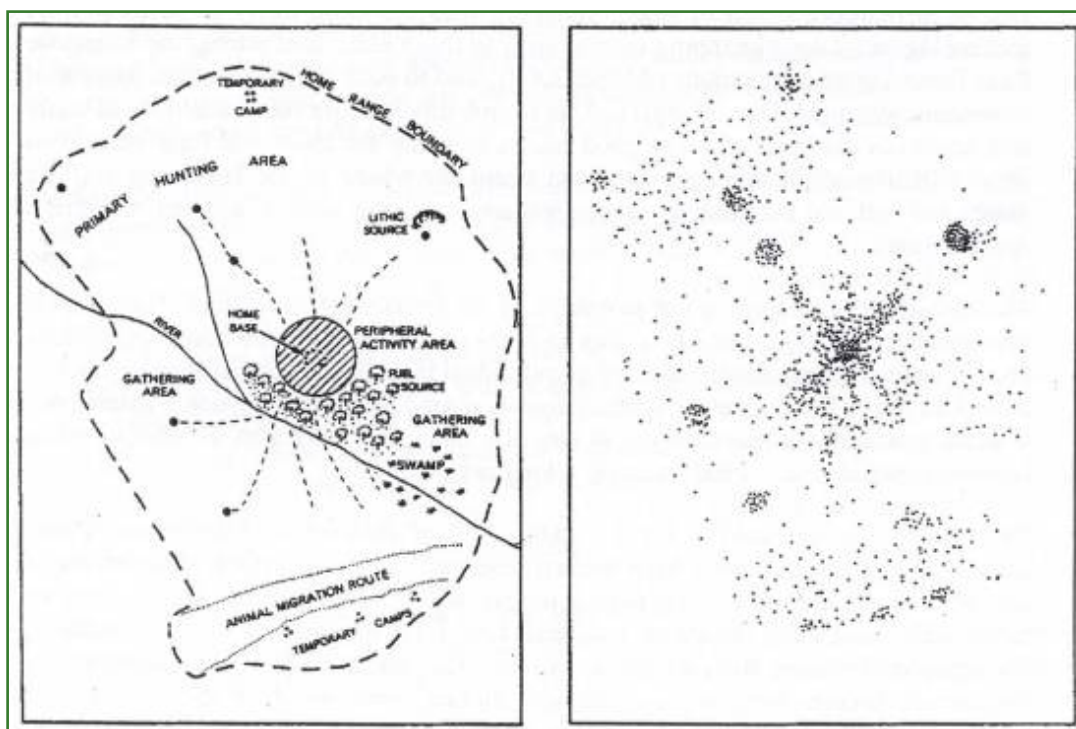 HOME RANGE BOUNDARY
TEMPORARY
CAMP
PRIMARY HUNTING AREA
LITHIC
SOURCE
RIVER
HOME
BASE
PERIPHERAL
ACTIVITY AREA
GATHERING
AREA
FUEL
SOURCE
GATHERING
AREA
SWAMP
ANIMAL MIGRATION ROUTE
TEMPORARY CAMPS